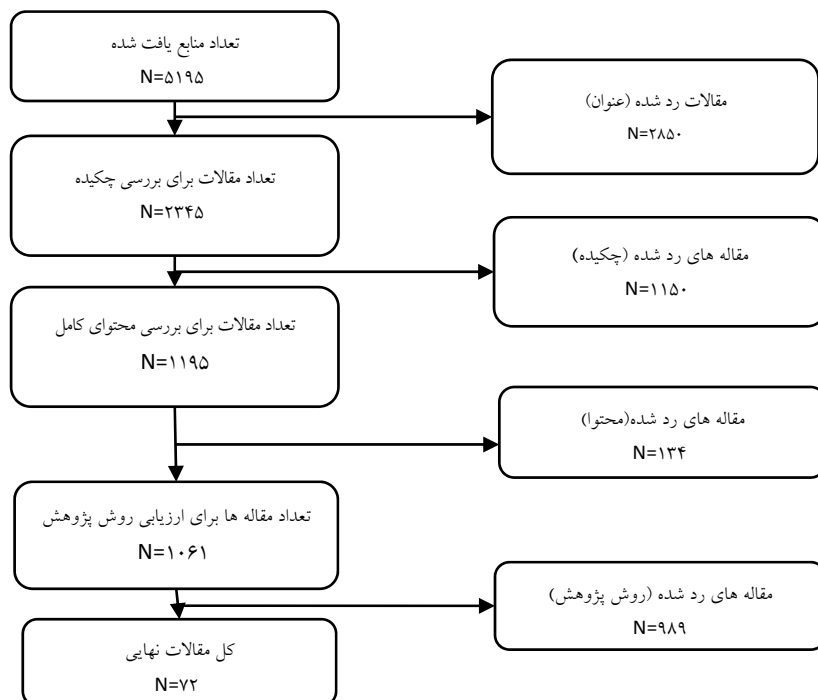 تعداد منابع یافت شده
N=۵۱۹۵
مقالات رد شده (عنوان)
N=۲۸۵۰
تعداد مقالات برای بررسی چکیده
N=۲۳۴۵
مقاله های رد شده (چکیده)
N=۱۱۵۰
تعداد مقالات برای بررسی محتوای کامل
N=۱۱۹۵
مقاله های رد شده(محتوا)
N=۱۳۴
تعداد مقاله ها برای ارزیابی روش پژوهش
N=۱۰۶۱
مقاله های رد شده (روش پژوهش)
N=۹۸۹
کل مقالات نهایی
N=۷۲